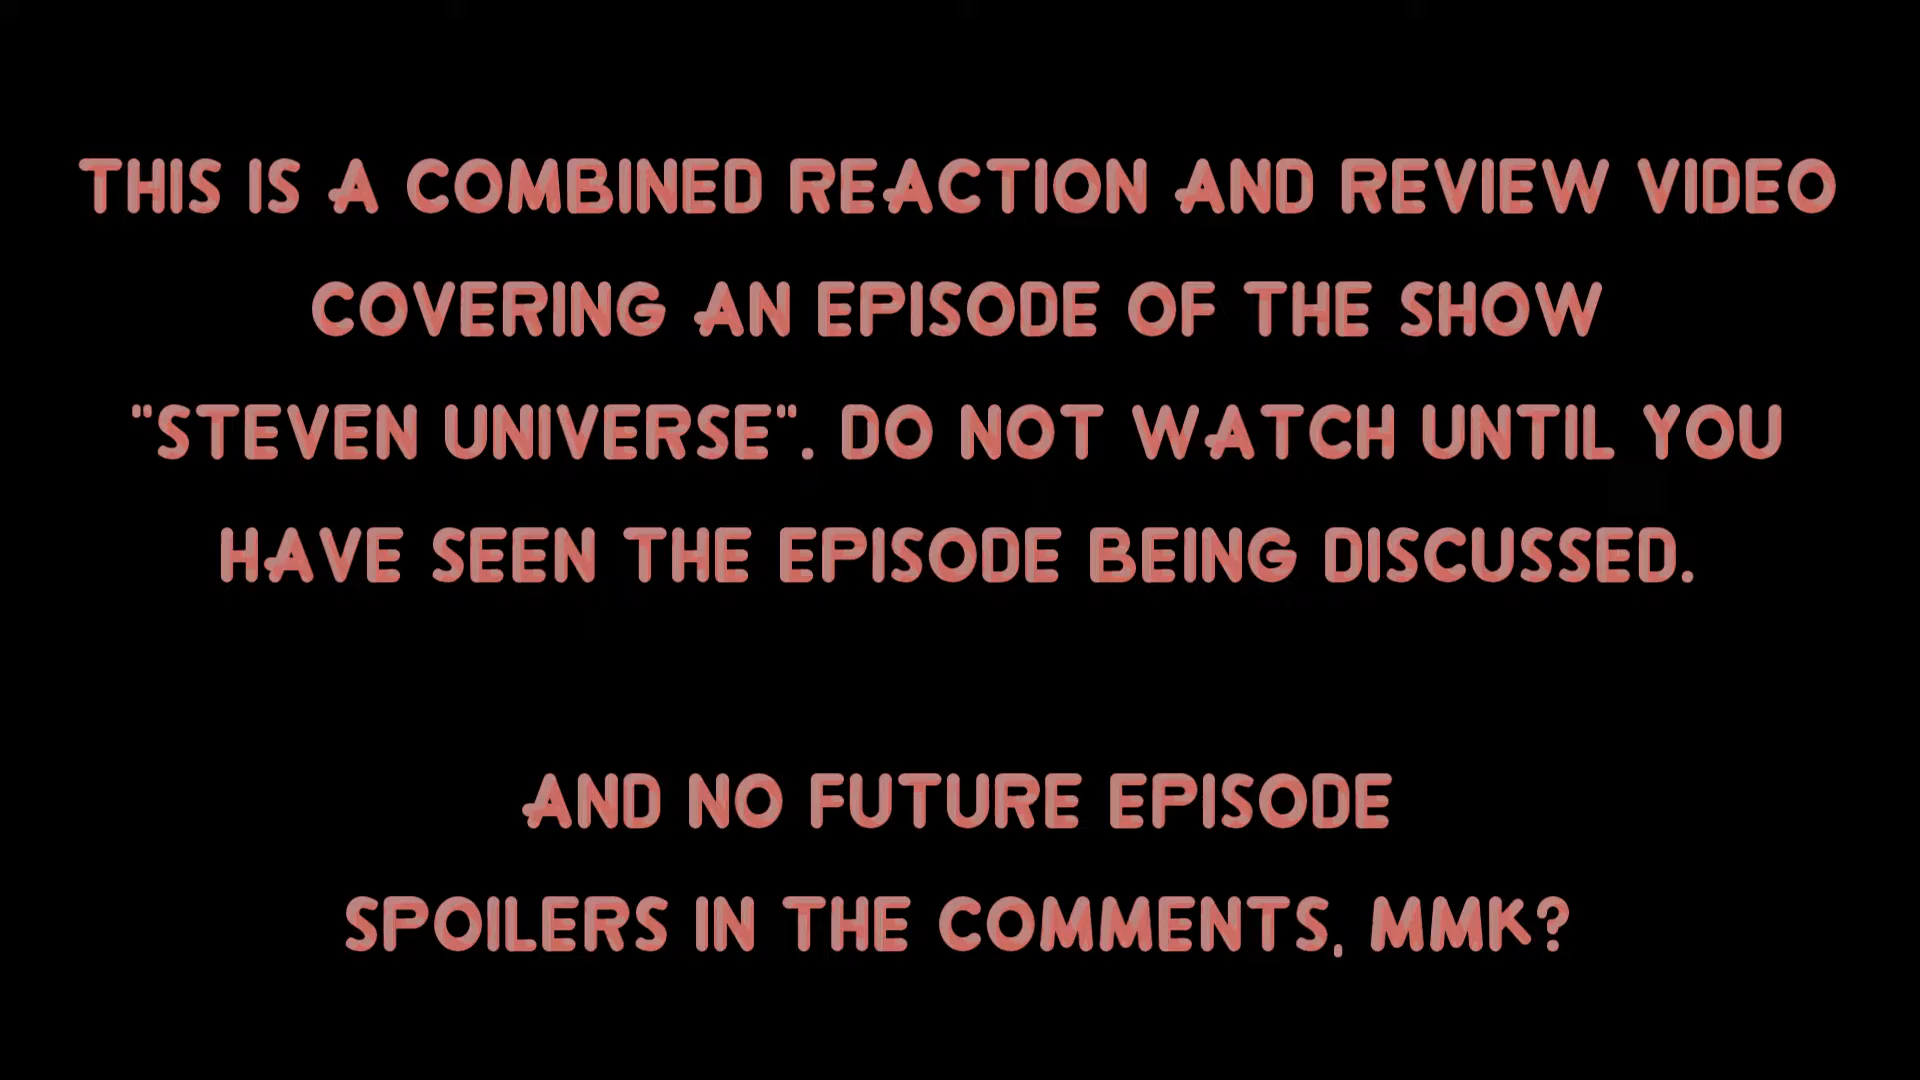 THIS IS A COMBINED REACTION AND REVIEW VIDEO
COVERING AN EPISODE OF THE SHOW
"STEVEN UNIVERSE". DO NOT WATCH UNTIL YOU
HAVE SEEN THE EPISODE BEING DISCUSSED.
AND NO FUTURE EPISODE
SPOILERS IN THE COMMENTS, MMK?